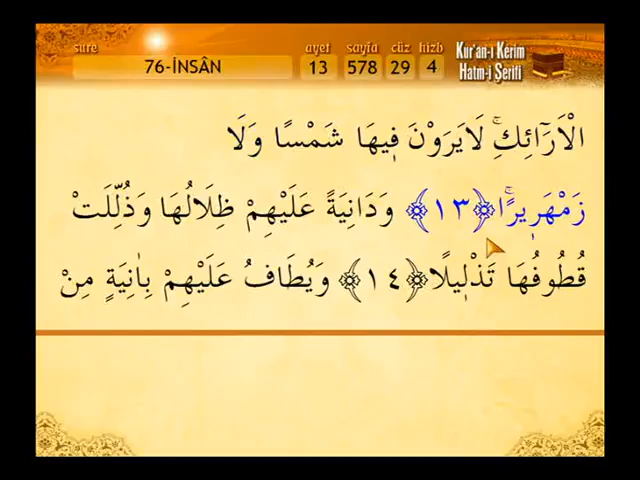 sure ayet sayfa cüz hizb Kur'an-ı Kerim
76-İNSÂN 13 578 29 4 Hatm-i Şerifi
الْاَرَٓائِكِۚ لَا يَرَوْنَ ف۪يهَا شَمْسًا وَلَا
زَمْهَر۪يرًاۚ ﴿١٣﴾ وَدَانِيَةً عَلَيْهِمْ ظِلَالُهَا وَذُلِّلَتْ
قُطُوفُهَا تَذْل۪يلًا ﴿١٤﴾ وَيُطَافُ عَلَيْهِمْ بِاٰنِيَةٍ مِنْ